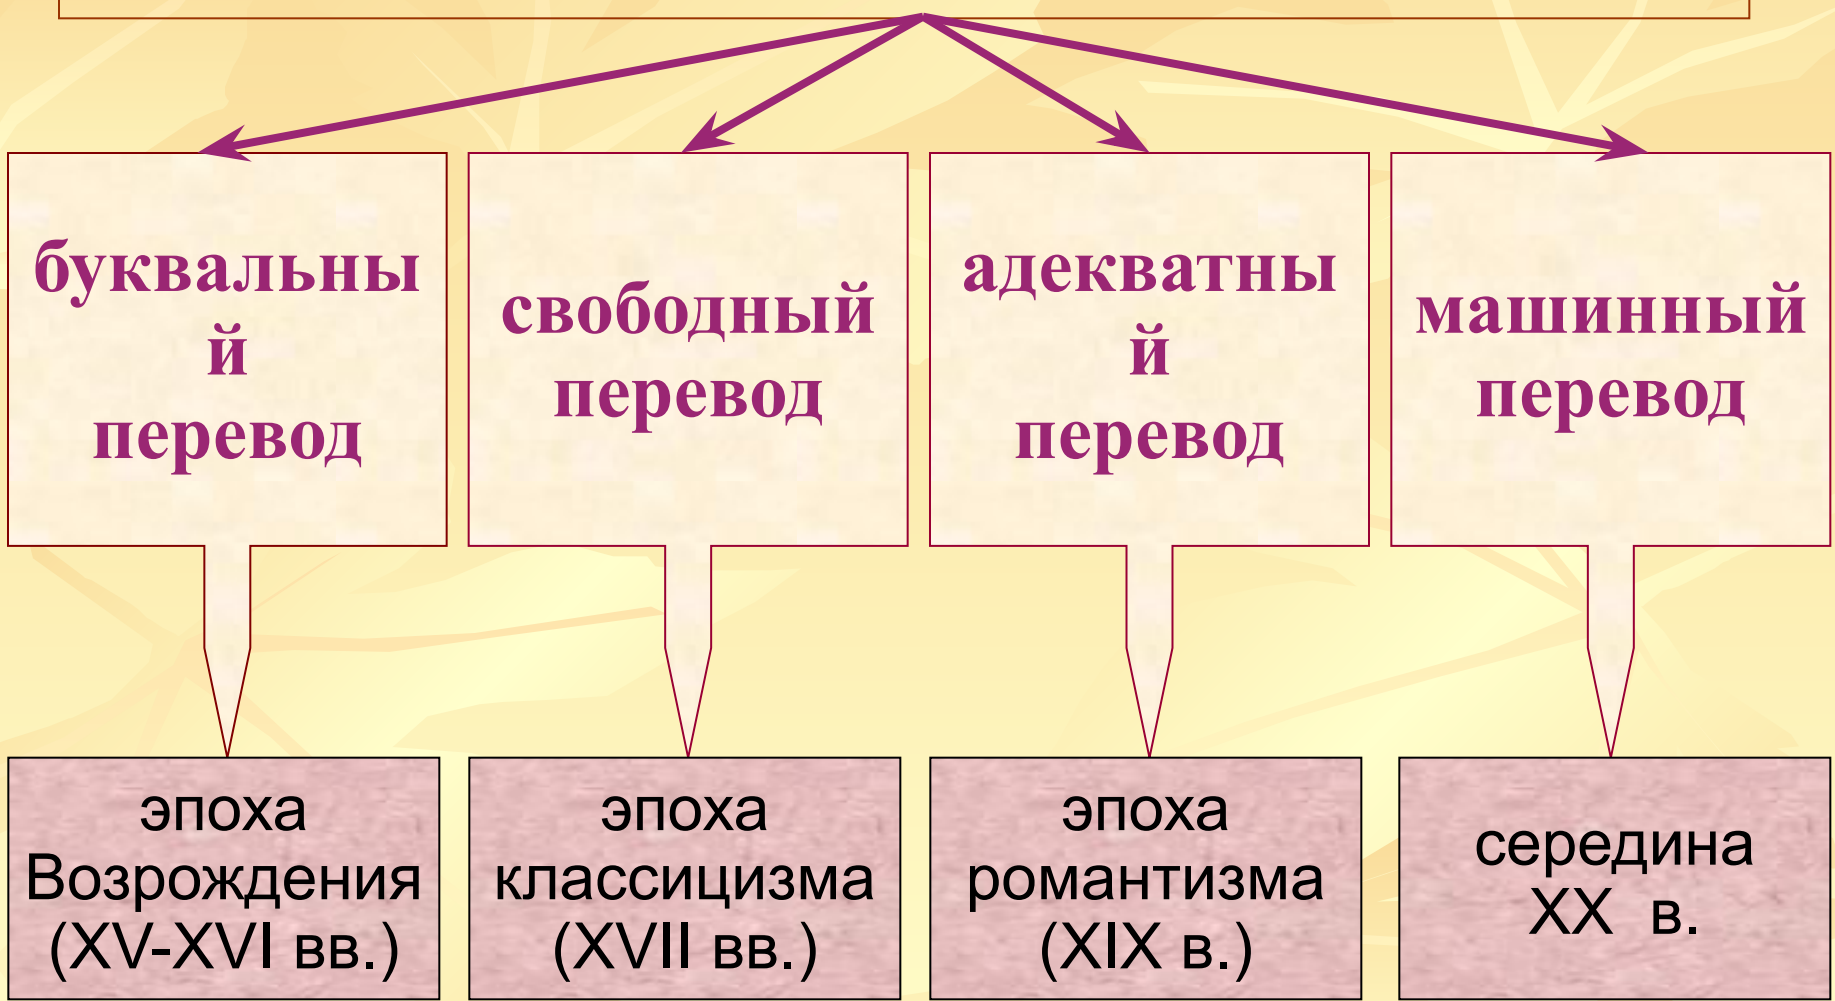 буквальны
й
перевод
свободный
перевод
адекватны
й
перевод
машинный
перевод
эпоха
Возрождения
(XV-XVI вв.)
эпоха
классицизма
(XVII вв.)
эпоха
романтизма
(XIX в.)
середина
XX в.